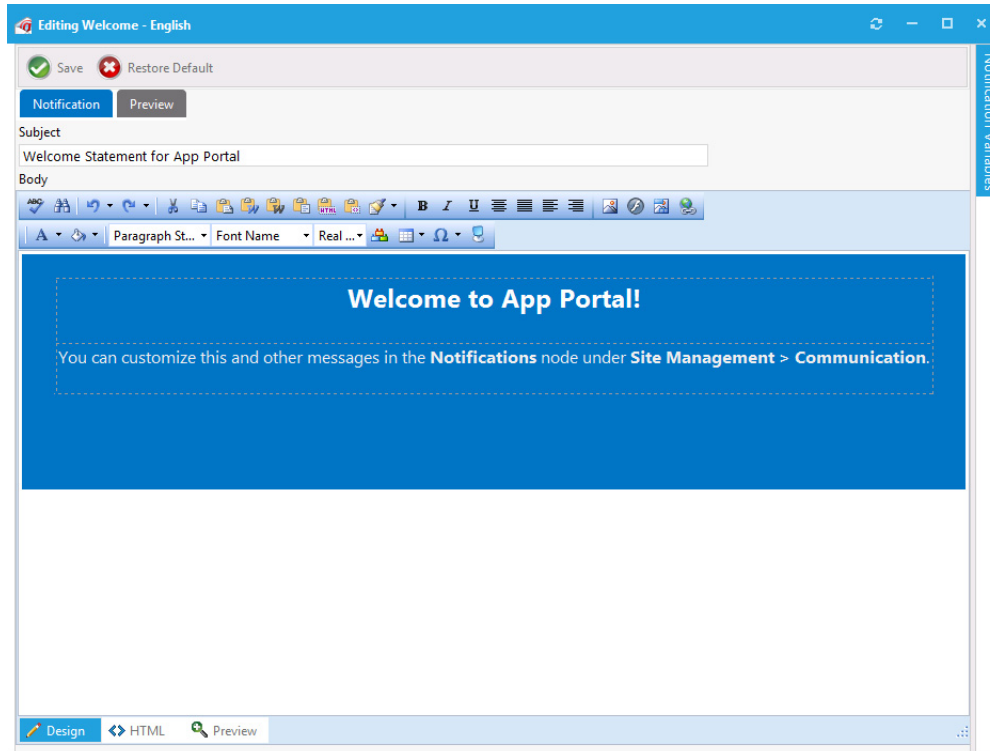 Editing Welcome - English
Save Restore Default
Notification Preview
Subject
Welcome Statement for App Portal
Body
Paragraph St... Font Name Real ...
Welcome to App Portal!
You can customize this and other messages in the Notifications node under Site Management > Communication.
Design HTML Preview
Notification Variables